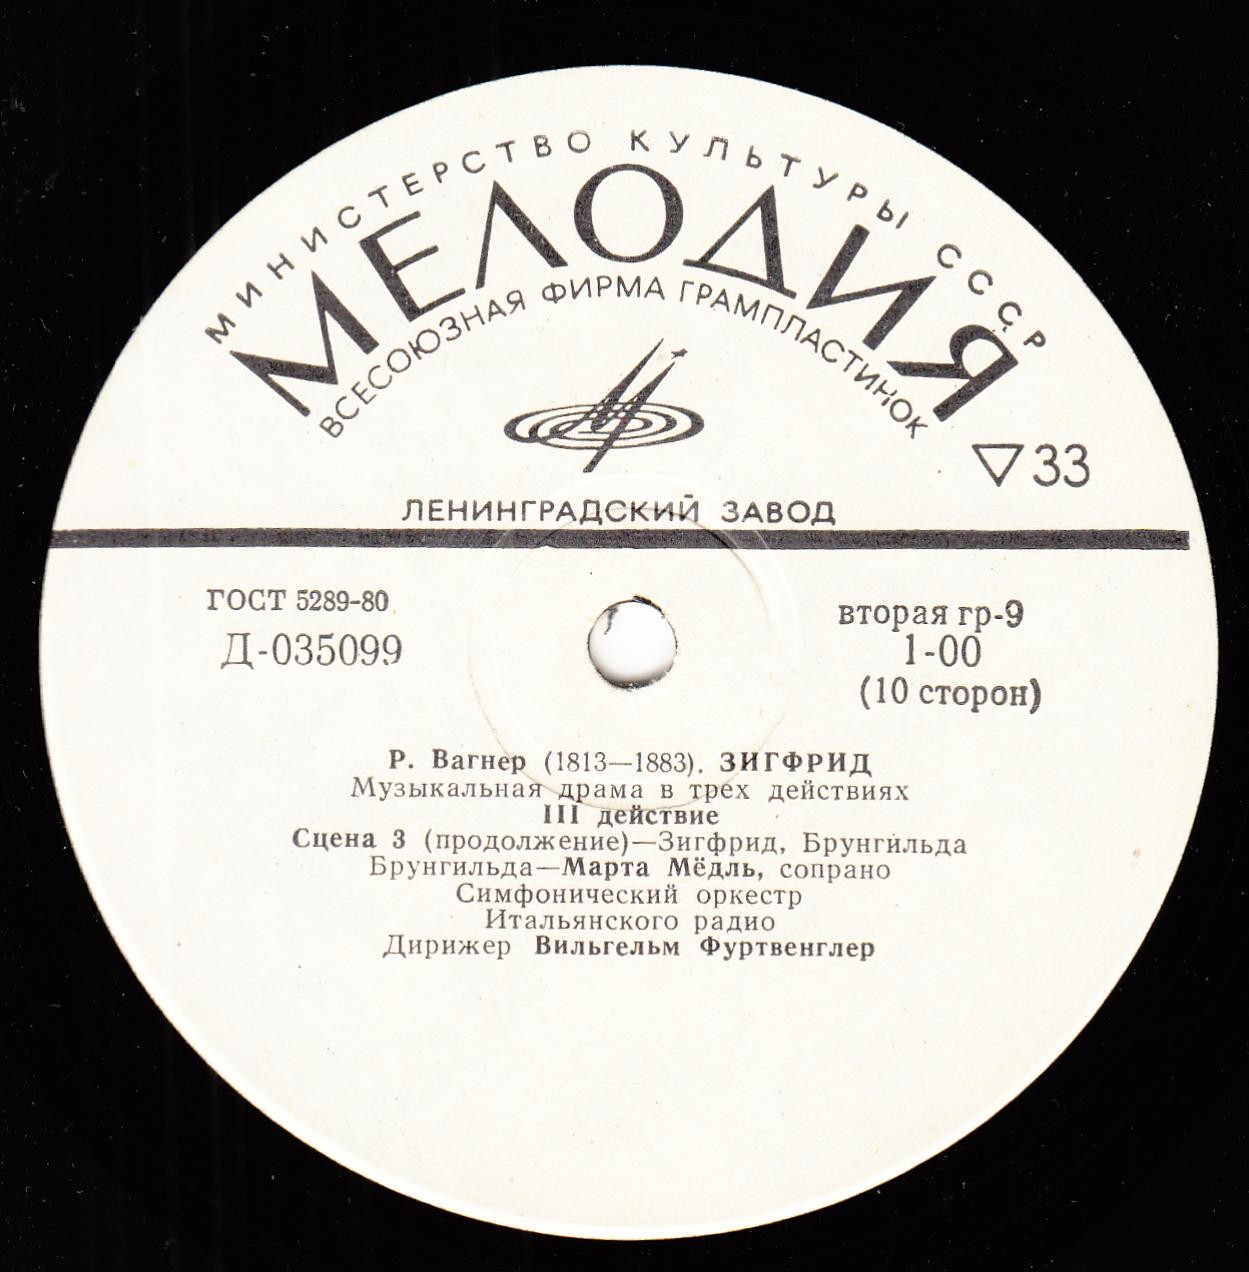 МИНИСТЕРСТВО КУЛЬТУРЫ СССР
МЕЛОДИЯ
ВСЕСОЮЗНАЯ ФИРМА ГРАМПЛАСТИНОК
▽33
ЛЕНИНГРАДСКИЙ ЗАВОД
ГОСТ 5289-80
Д-035099
вторая гр-9
1-00
(10 сторон)
Р. Вагнер (1813—1883). ЗИГФРИД
Музыкальная драма в трех действиях
III действие
Сцена 3 (продолжение)—Зигфрид, Брунгильда
Брунгильда—Марта Мёдль, сопрано
Симфонический оркестр
Итальянского радио
Дирижер Вильгельм Фуртвенглер